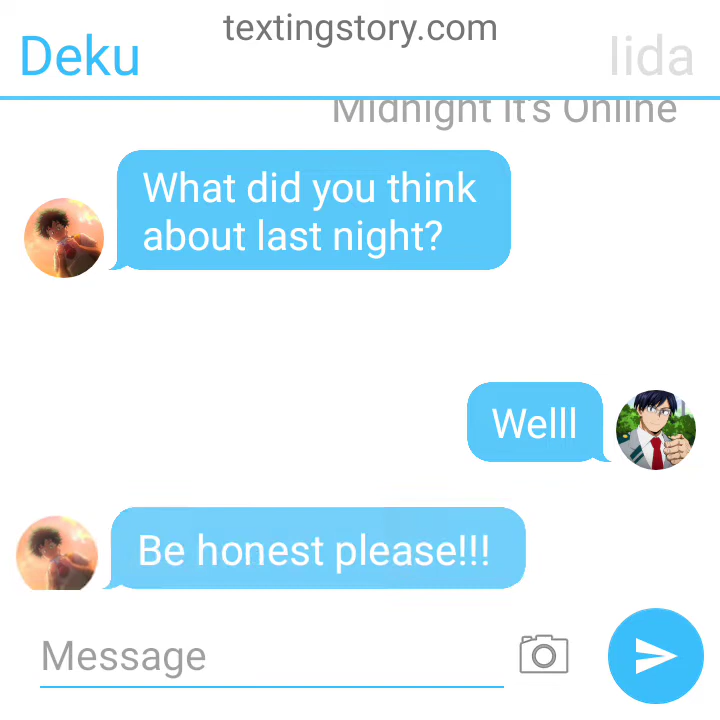 textingstory.com
Deku
Iida
Midnight It's Online
What did you think
about last night?
Welll
Be honest please!!!
Message